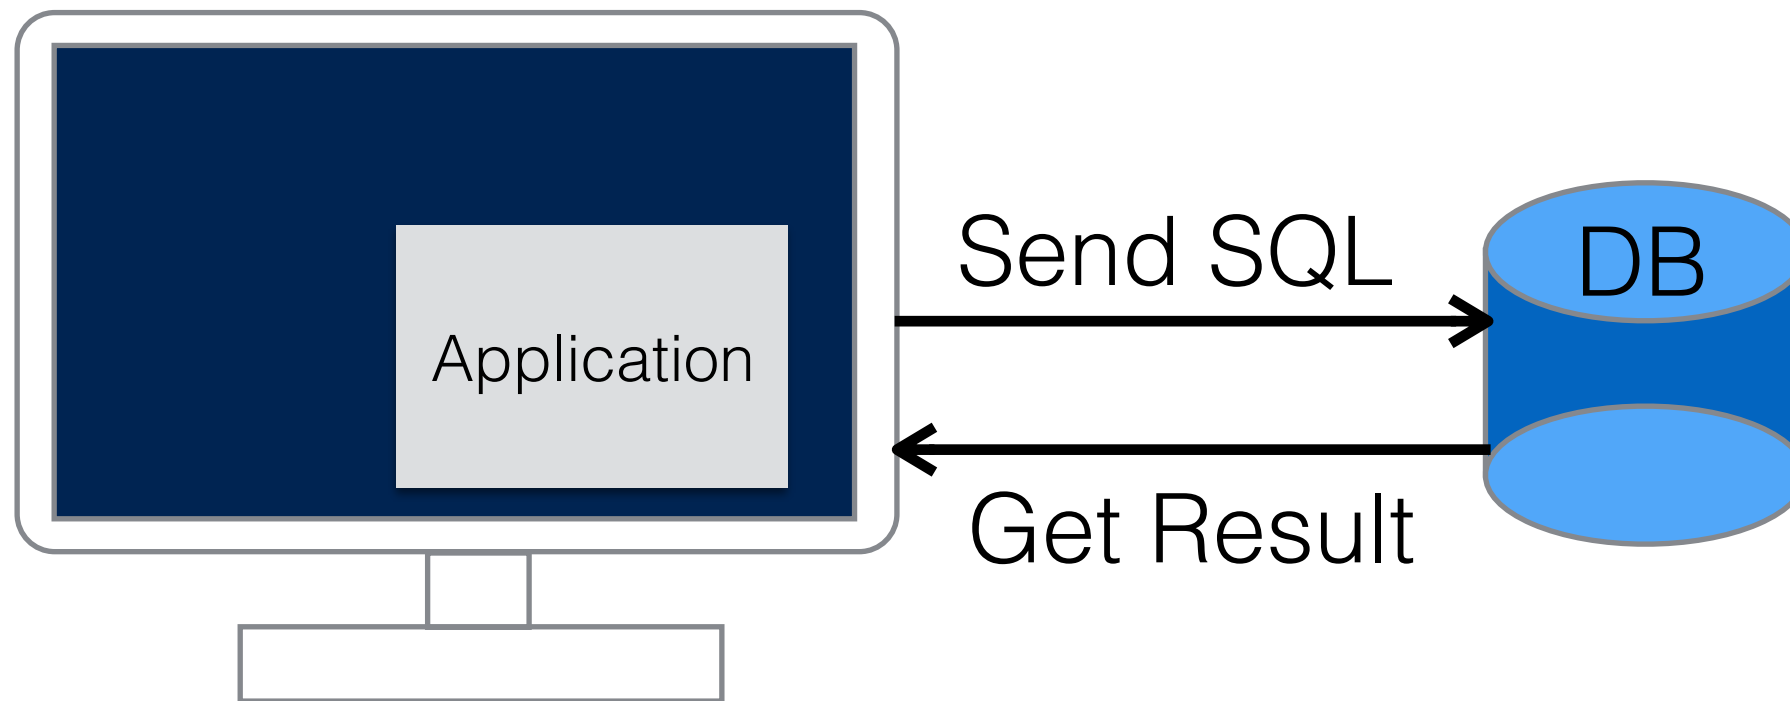 Send SQL
DB
Application
Get Result